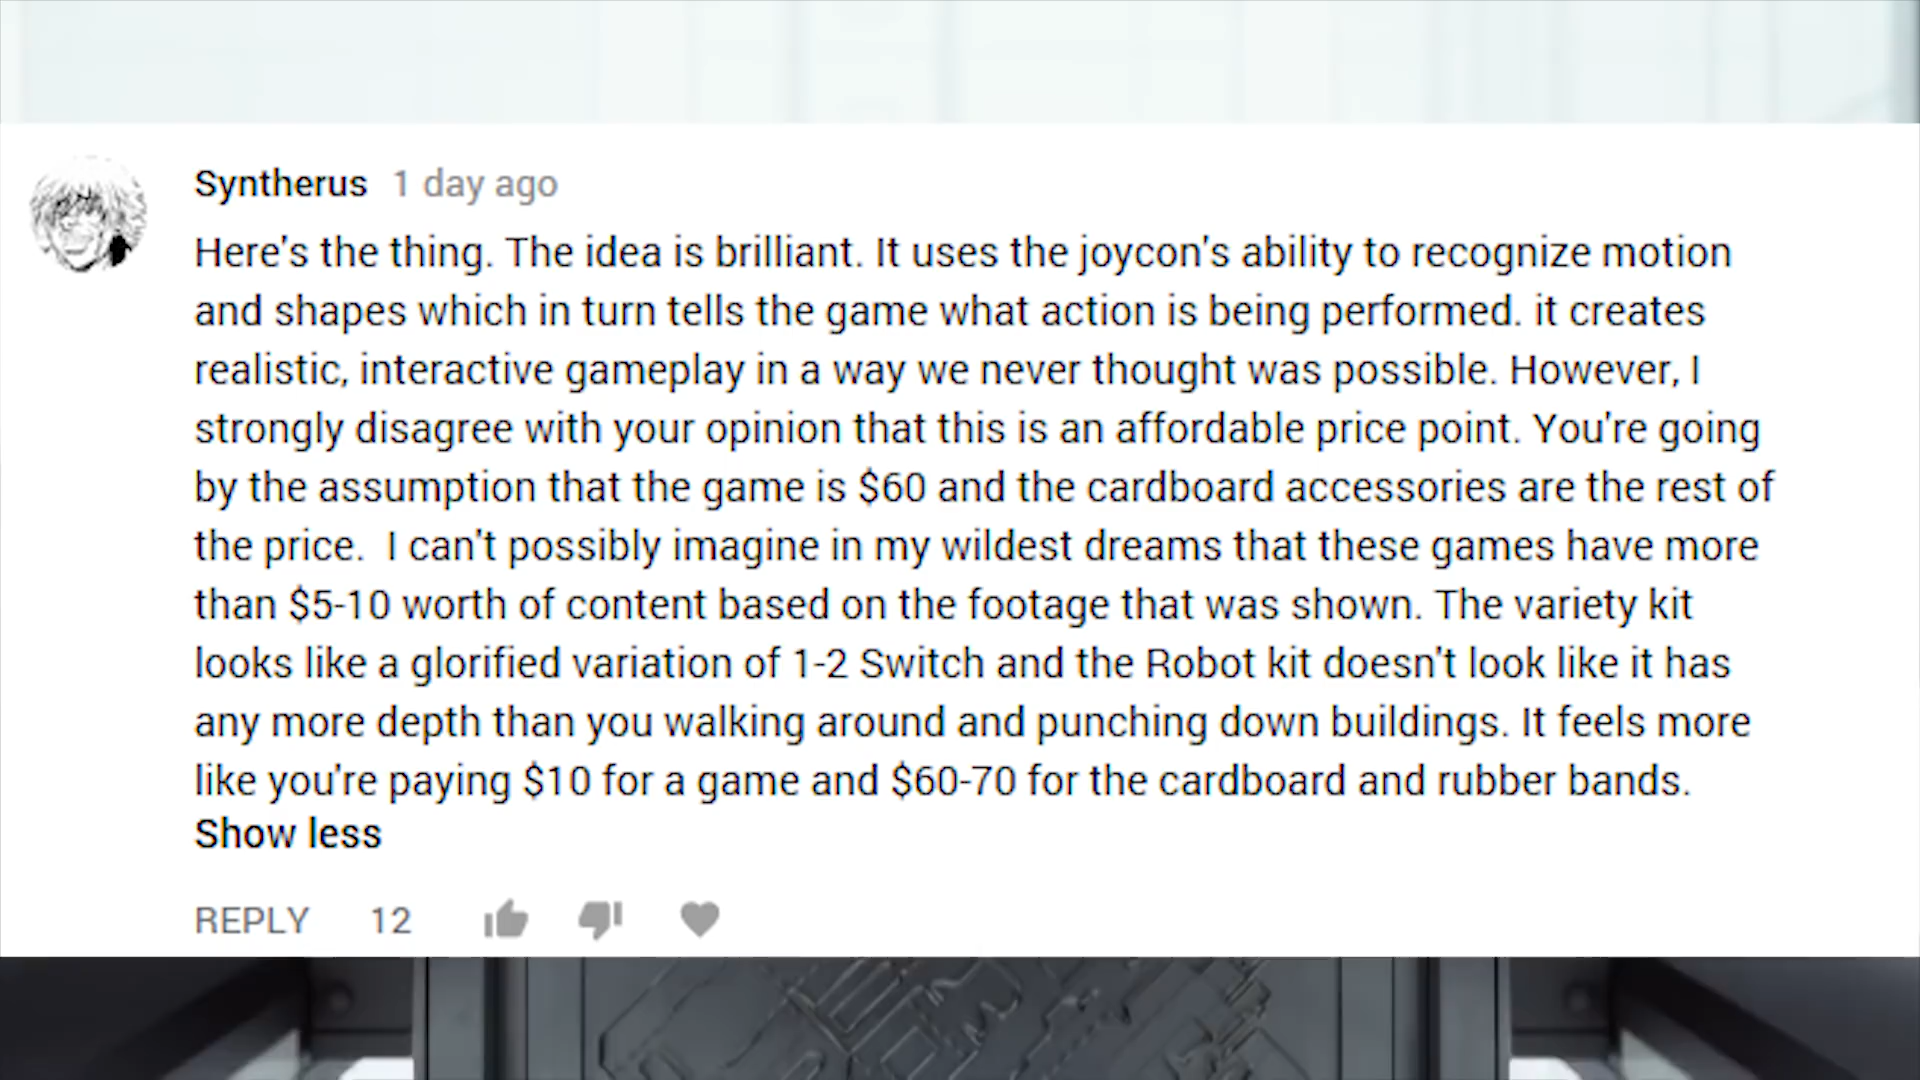 Syntherus 1 day ago
Here's the thing. The idea is brilliant. It uses the joycon's ability to recognize motion
and shapes which in turn tells the game what action is being performed. it creates
realistic, interactive gameplay in a way we never thought was possible. However, I
strongly disagree with your opinion that this is an affordable price point. You're going
by the assumption that the game is $60 and the cardboard accessories are the rest of
the price.  I can't possibly imagine in my wildest dreams that these games have more
than $5-10 worth of content based on the footage that was shown. The variety kit
looks like a glorified variation of 1-2 Switch and the Robot kit doesn't look like it has
any more depth than you walking around and punching down buildings. It feels more
like you're paying $10 for a game and $60-70 for the cardboard and rubber bands.
Show less
REPLY 12